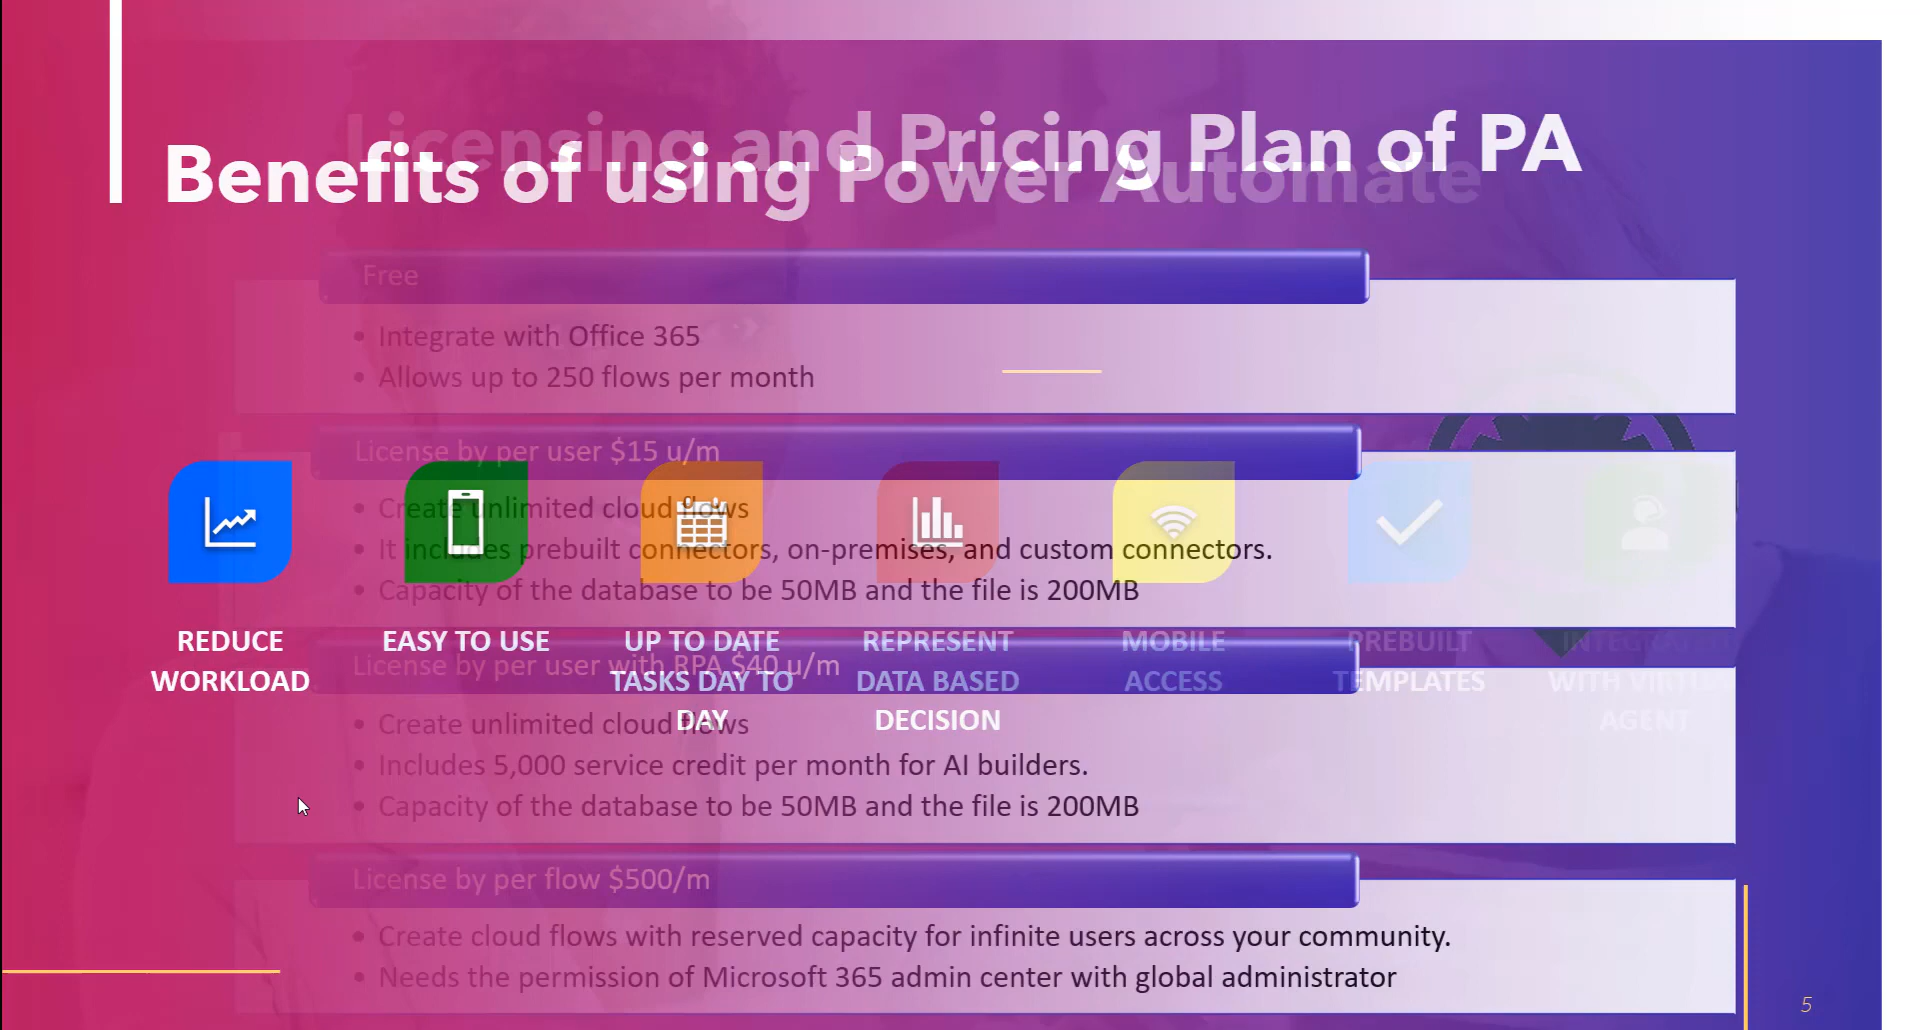 Licensing and Pricing Plan of PA
Benefits of using Power Automate
Free
• Integrate with Office 365
• Allows up to 250 flows per month
License by per user $15 u/m
• Create unlimited cloud flows
• It includes prebuilt connectors, on-premises, and custom connectors.
• Capacity of the database to be 50MB and the file is 200MB
REDUCE
WORKLOAD
EASY TO USE
UP TO DATE
TASKS DAY TO
DAY
REPRESENT
DATA BASED
DECISION
MOBILE
ACCESS
PREBUILT
TEMPLATES
INTEGRATED
WITH VIRTUAL
AGENT
License by per user with RPA $40 u/m
• Create unlimited cloud flows
• Includes 5,000 service credit per month for AI builders.
• Capacity of the database to be 50MB and the file is 200MB
License by per flow $500/m
• Create cloud flows with reserved capacity for infinite users across your community.
• Needs the permission of Microsoft 365 admin center with global administrator
5